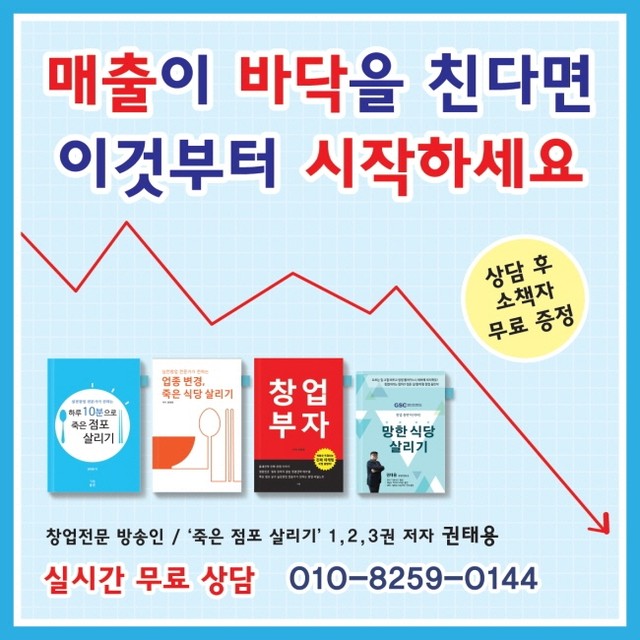 매출이 바닥을 친다면
이것부터 시작하세요
상담 후
소책자
무료 증정
하루 10분으로
죽은 점포
살리기
업종 변경,
죽은 식당 살리기
창업
부자
GSC
망한 식당
살리기
권태용
창업전문 방송인 / ‘죽은 점포 살리기’ 1,2,3권 저자 권태용
실시간 무료 상담 010-8259-0144